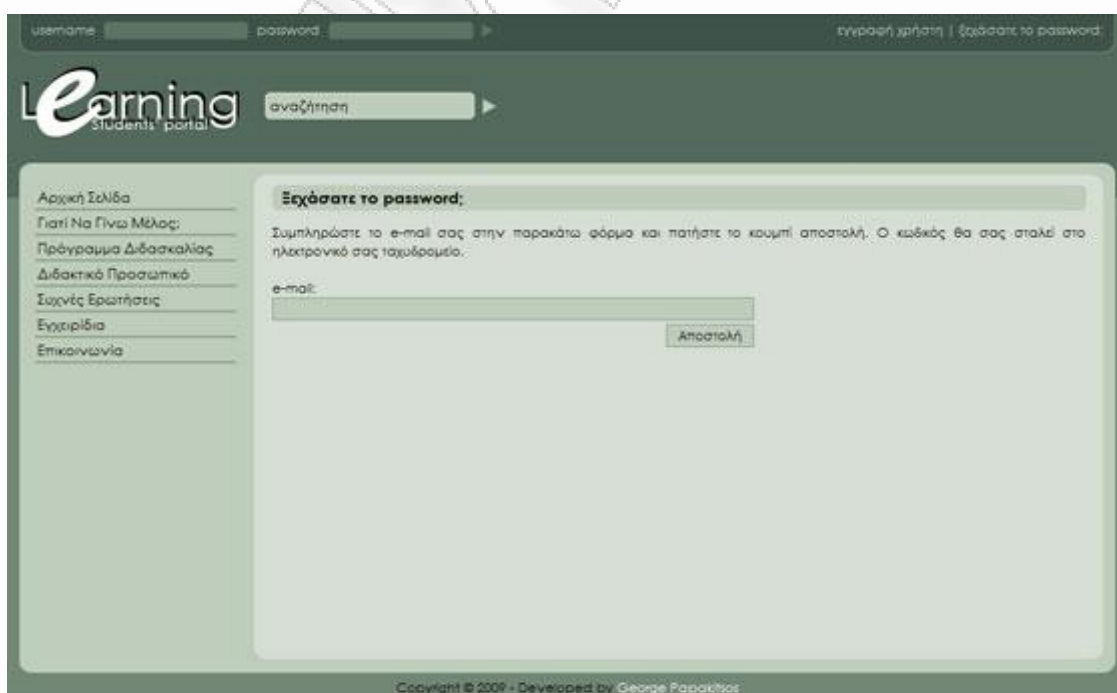 username password εγγραφή χρήστη | ξεχάσατε το password;
Learning
Students' portal
αναζήτηση
Αρχική Σελίδα
Γιατί Να Γίνω Μέλος;
Πρόγραμμα Διδασκαλίας
Διδακτικό Προσωπικό
Συχνές Ερωτήσεις
Εγχειρίδια
Επικοινωνία
Ξεχάσατε το password;
Συμπληρώστε το e-mail σας στην παρακάτω φόρμα και πατήστε το κουμπί αποστολή. Ο κωδικός θα σας σταλεί στο
ηλεκτρονικό σας ταχυδρομείο.
e-mail:
Αποστολή
Copyright © 2009 - Developed by George Papakitsos